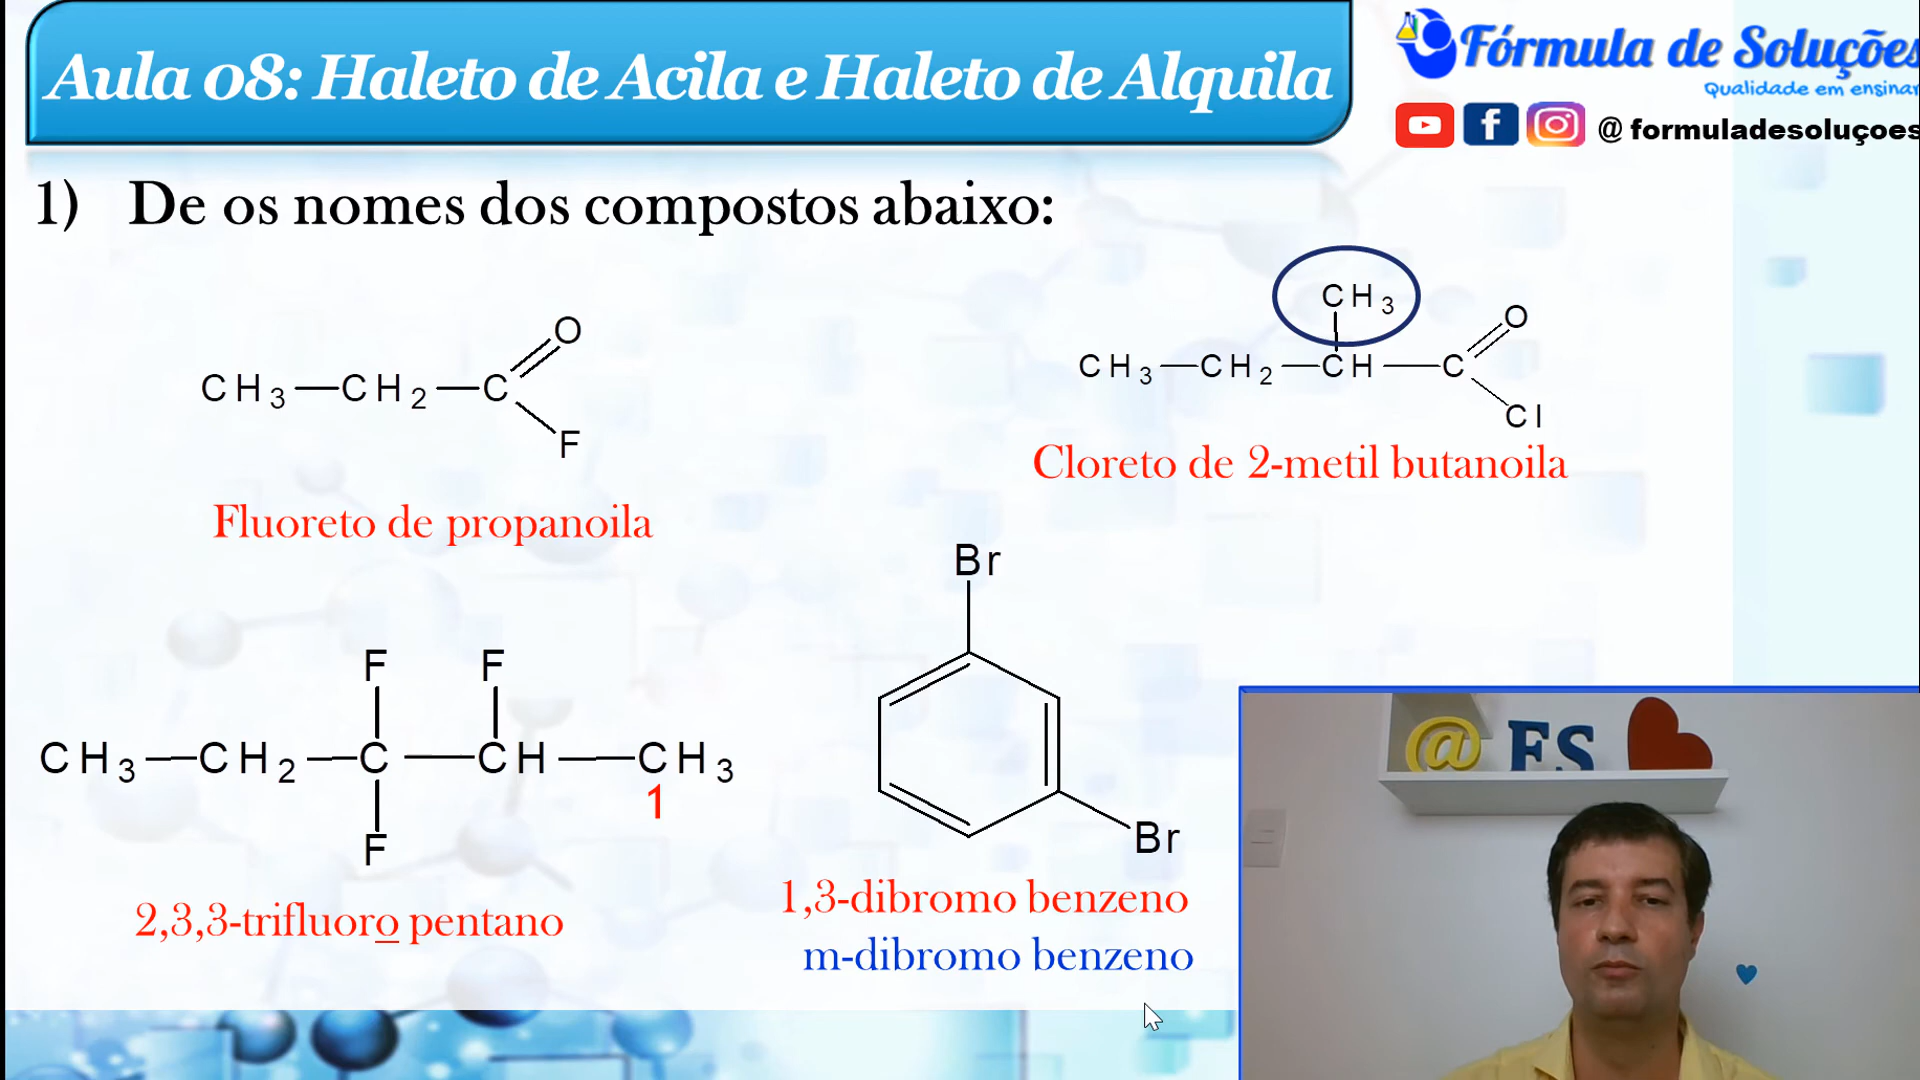 Aula 08: Haleto de Acila e Haleto de Alquila
Fórmula de Soluções
Qualidade em ensinar
f @ formuladesoluçoes
1) De os nomes dos compostos abaixo:
O
CH3—CH2—C
F
Fluoreto de propanoila
CH3
O
CH3—CH2—CH—C
Cl
Cloreto de 2-metil butanoila
F F
CH3—CH2—C—CH—CH3
1
F
2,3,3-trifluoro pentano
Br
Br
1,3-dibromo benzeno
m-dibromo benzeno
@ FS